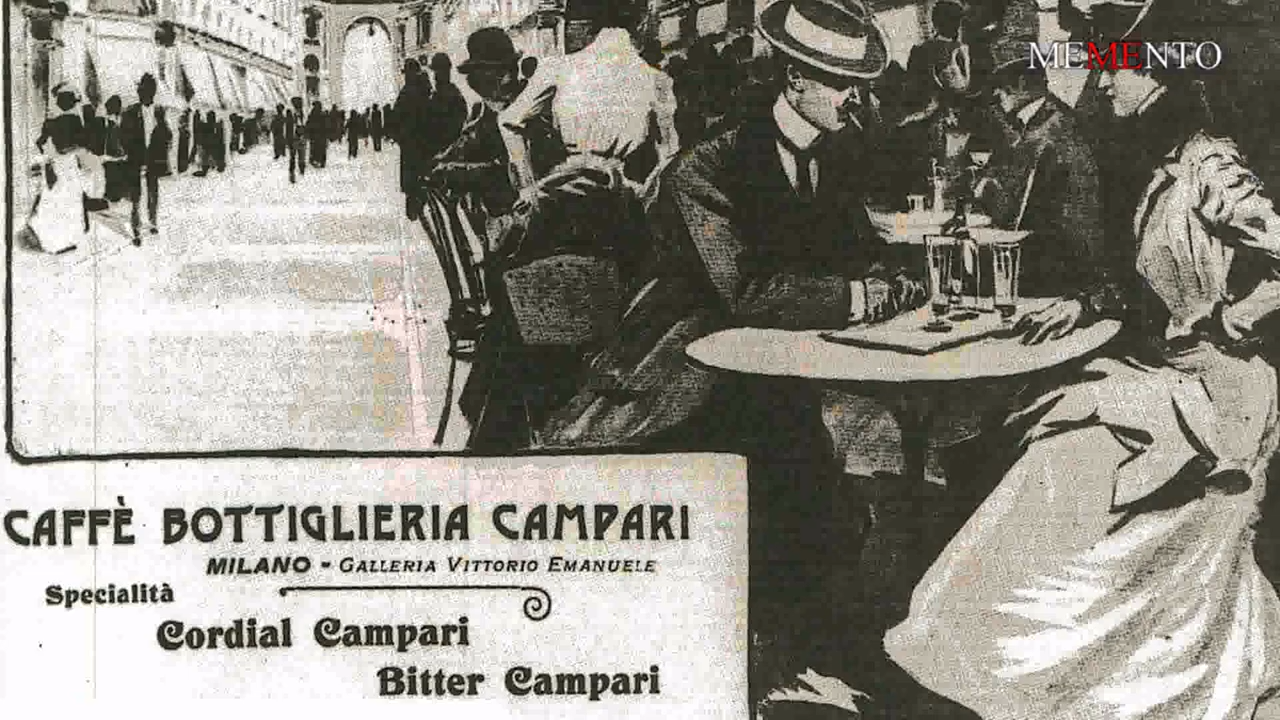 MEMENTO
CAFFÈ BOTTIGLIERIA CAMPARI
MILANO - GALLERIA VITTORIO EMANUELE
Specialità
Cordial Campari
Bitter Campari